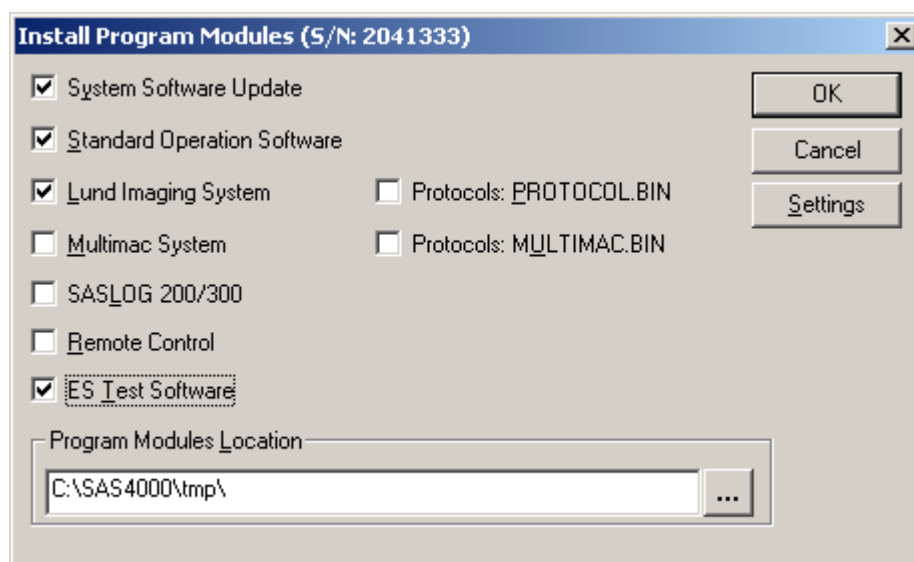 Install Program Modules (S/N: 2041333)
System Software Update
OK
Standard Operation Software
Cancel
Lund Imaging System
Protocols: PROTOCOL.BIN
Settings
Multimac System
Protocols: MULTIMAC.BIN
SASLOG 200/300
Remote Control
ES Test Software
Program Modules Location
C:\SAS4000\tmp\
...